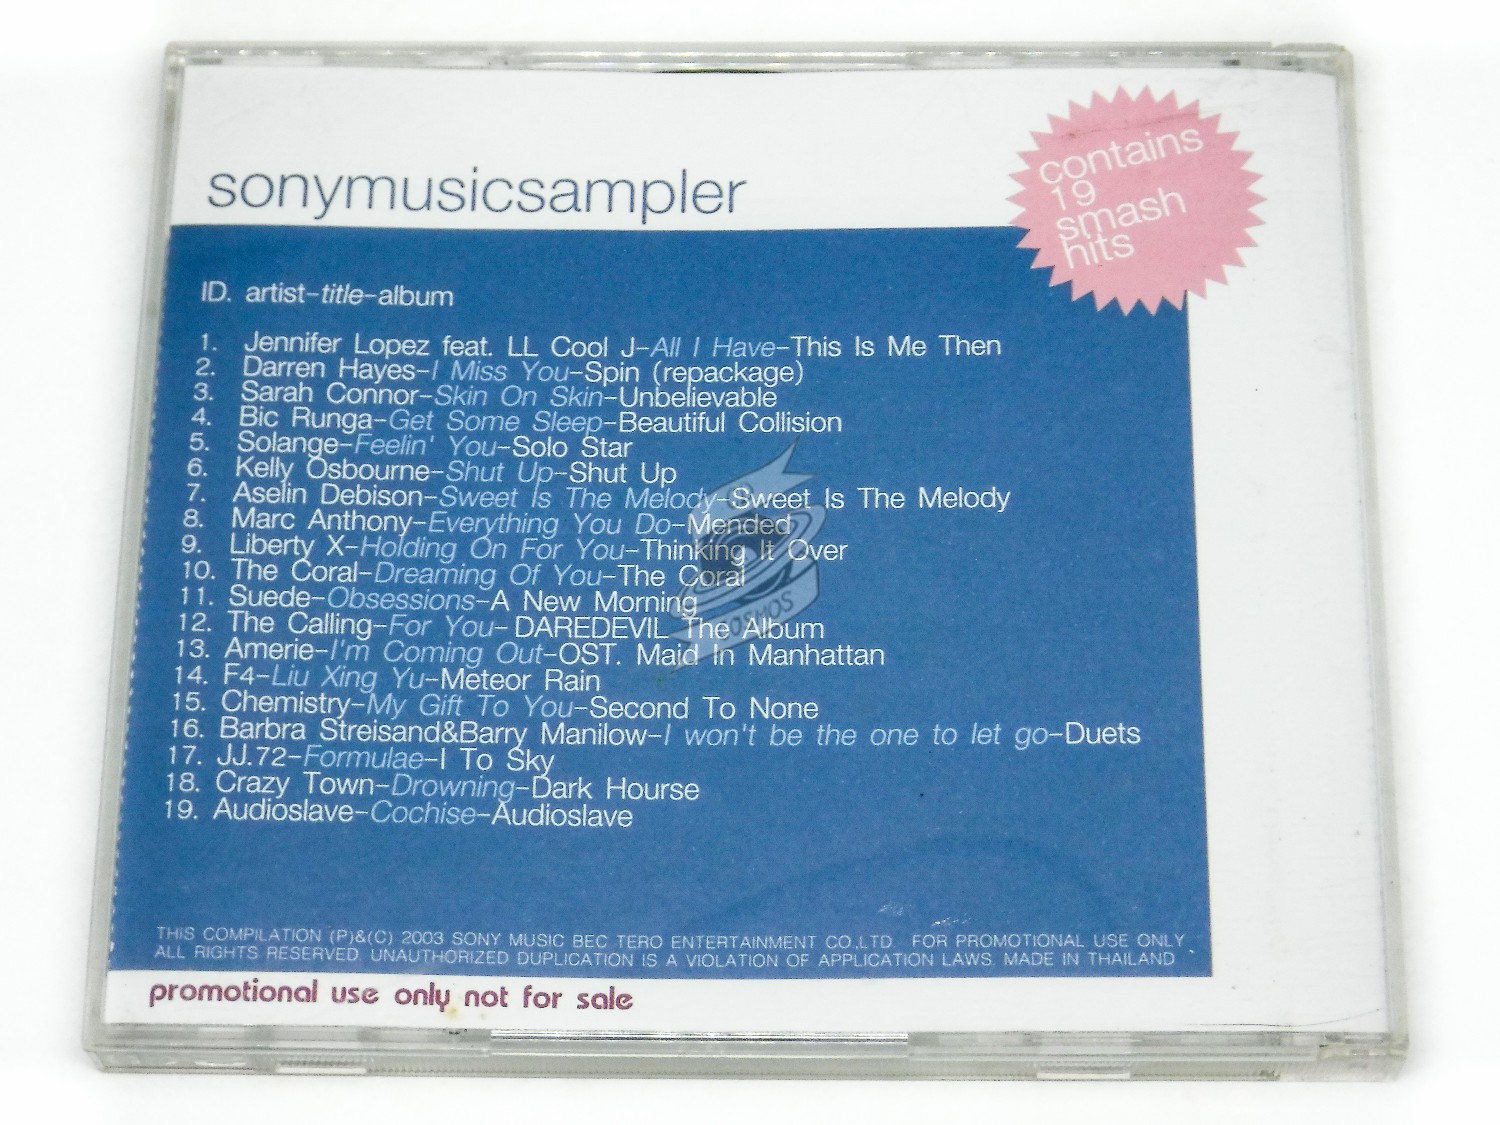 sonymusicsampler
contains
19
smash
hits
ID. artist-title-album
1. Jennifer Lopez feat. LL Cool J-All I Have-This Is Me Then
2. Darren Hayes-I Miss You-Spin (repackage)
3. Sarah Connor-Skin On Skin-Unbelievable
4. Bic Runga-Get Some Sleep-Beautiful Collision
5. Solange-Feelin' You-Solo Star
6. Kelly Osbourne-Shut Up-Shut Up
7. Aselin Debison-Sweet Is The Melody-Sweet Is The Melody
8. Marc Anthony-Everything You Do-Mended
9. Liberty X-Holding On For You-Thinking It Over
10. The Coral-Dreaming Of You-The Coral
11. Suede-Obsessions-A New Morning
12. The Calling-For You- DAREDEVIL The Album
13. Amerie-I'm Coming Out-OST. Maid In Manhattan
14. F4-Liu Xing Yu-Meteor Rain
15. Chemistry-My Gift To You-Second To None
16. Barbra Streisand&Barry Manilow-I won't be the one to let go-Duets
17. JJ.72-Formulae-I To Sky
18. Crazy Town-Drowning-Dark Hourse
19. Audioslave-Cochise-Audioslave
COSMOS
THIS COMPILATION (P)&(C) 2003 SONY MUSIC BEC TERO ENTERTAINMENT CO.,LTD. FOR PROMOTIONAL USE ONLY
ALL RIGHTS RESERVED. UNAUTHORIZED DUPLICATION IS A VIOLATION OF APPLICATION LAWS. MADE IN THAILAND
promotional use only not for sale